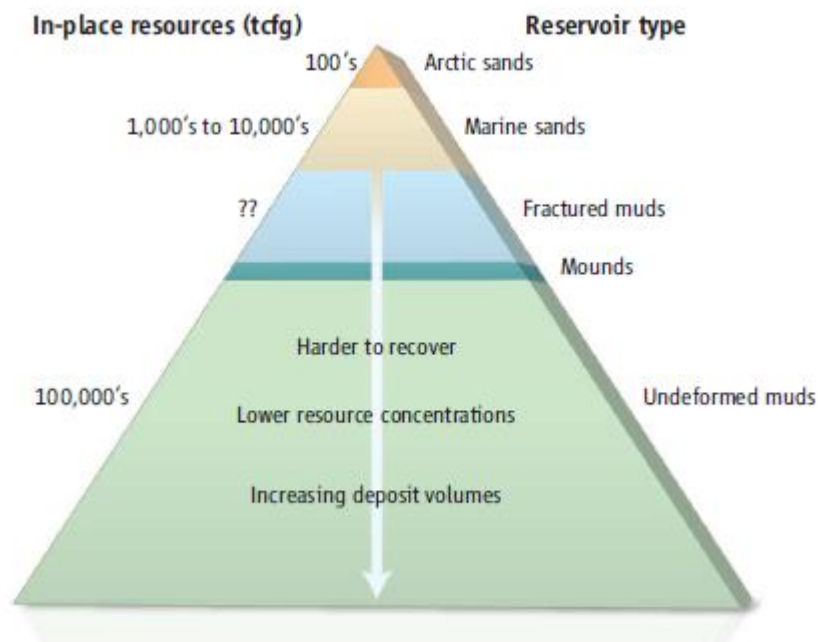 In-place resources (tcfg)
Reservoir type
100's
Arctic sands
1,000's to 10,000's
Marine sands
??
Fractured muds
Mounds
Harder to recover
100,000's
Undeformed muds
Lower resource concentrations
Increasing deposit volumes